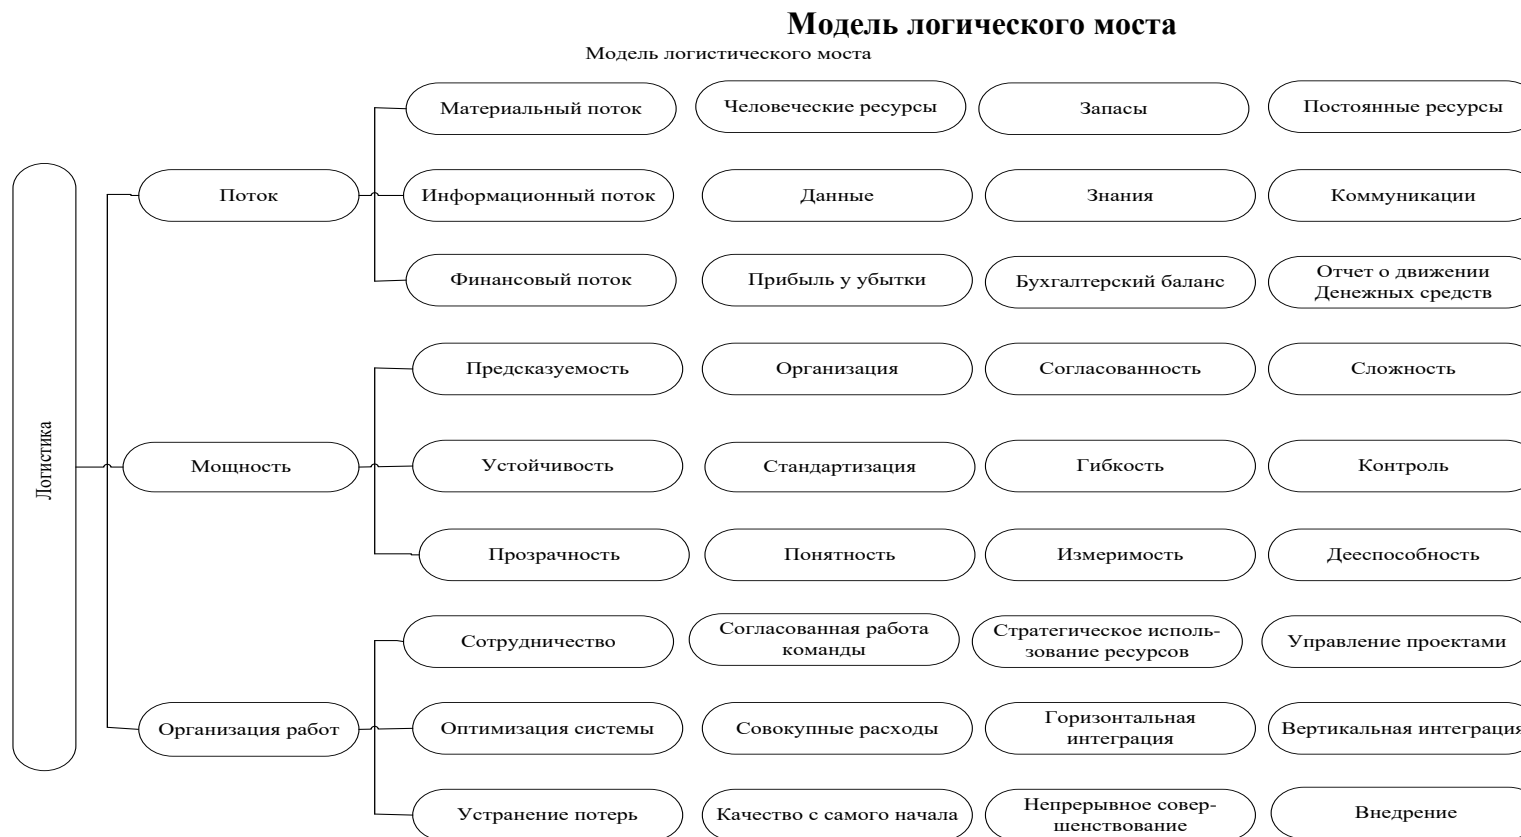 Модель логического моста
Модель логистического моста
Логистика
Поток
Материальный поток
Человеческие ресурсы
Запасы
Постоянные ресурсы
Информационный поток
Данные
Знания
Коммуникации
Финансовый поток
Прибыль у убытки
Бухгалтерский баланс
Отчет о движении
Денежных средств
Мощность
Предсказуемость
Организация
Согласованность
Сложность
Устойчивость
Стандартизация
Гибкость
Контроль
Прозрачность
Понятность
Измеримость
Дееспособность
Организация работ
Сотрудничество
Согласованная работа
команды
Стратегическое исполь-
зование ресурсов
Управление проектами
Оптимизация системы
Совокупные расходы
Горизонтальная
интеграция
Вертикальная интеграция
Устранение потерь
Качество с самого начала
Непрерывное совер-
шенствование
Внедрение